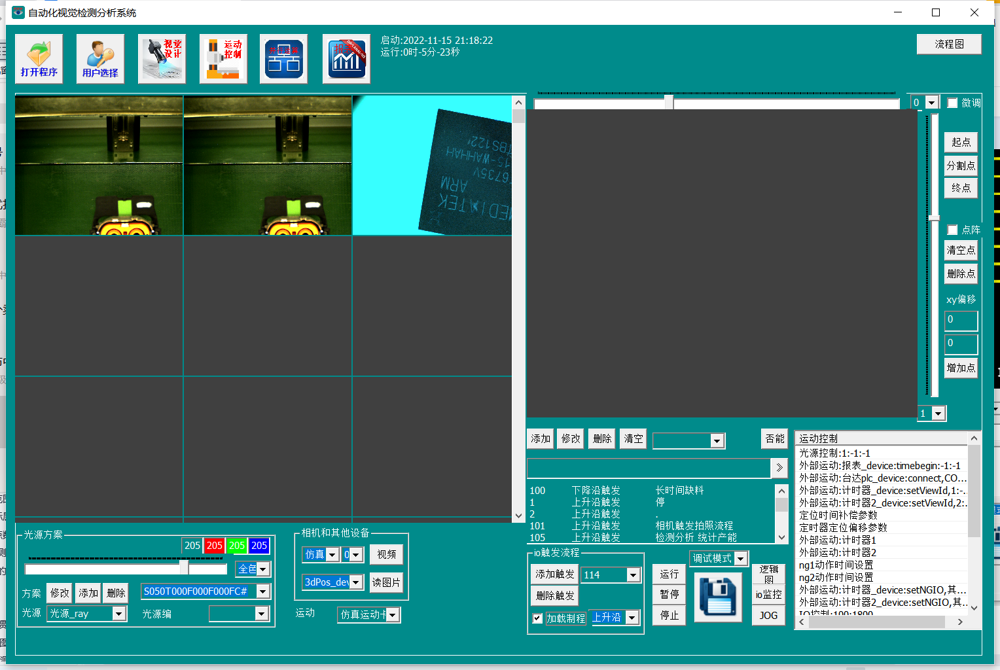 自动化视觉检测分析系统
打开程序
用户选择
视觉设计
运动控制
启动:2022-11-15 21:18:22
运行:0时-5分-23秒
流程图
0
微调
起点
分割点
终点
点阵
清空点
删除点
xy偏移
0
0
增加点
1
6735V
ARM
MEDIATEK
添加 修改 删除 清空
否能
100 下降沿触发 长时间缺料
1 上升沿触发 停
2 上升沿触发 .
101 上升沿触发 相机触发拍照流程
105 上升沿触发 检测分析 统计产能
运动控制
光源控制:1:-1:-1
外部运动:报表_device:timebegin:-1:-1
外部运动:台达plc_device:connect,CO...
外部运动:计时器_device:setViewId,1:-...
外部运动:计时器2_device:setViewId,2:...
定位时间补偿参数
定时器定位偏移参数
外部运动:计时器1
外部运动:计时器2
ng1动作时间设置
ng2动作时间设置
外部运动:计时器_device:setNGIO,其...
外部运动:计时器2_device:setNGIO,其...
IO控制:100:1800
光源方案
205 205 205 205
全色
方案 修改 添加 删除 S050T000F000F000FC#
光源 光源_ray 光源编
相机和其他设备
仿真 0 视频
3dPos_dev 读图片
运动 仿真运动卡
io触发流程
添加触发 114
删除触发
加载制程 上升沿
运行
暂停
停止
调试模式
逻辑图
io监控
JOG